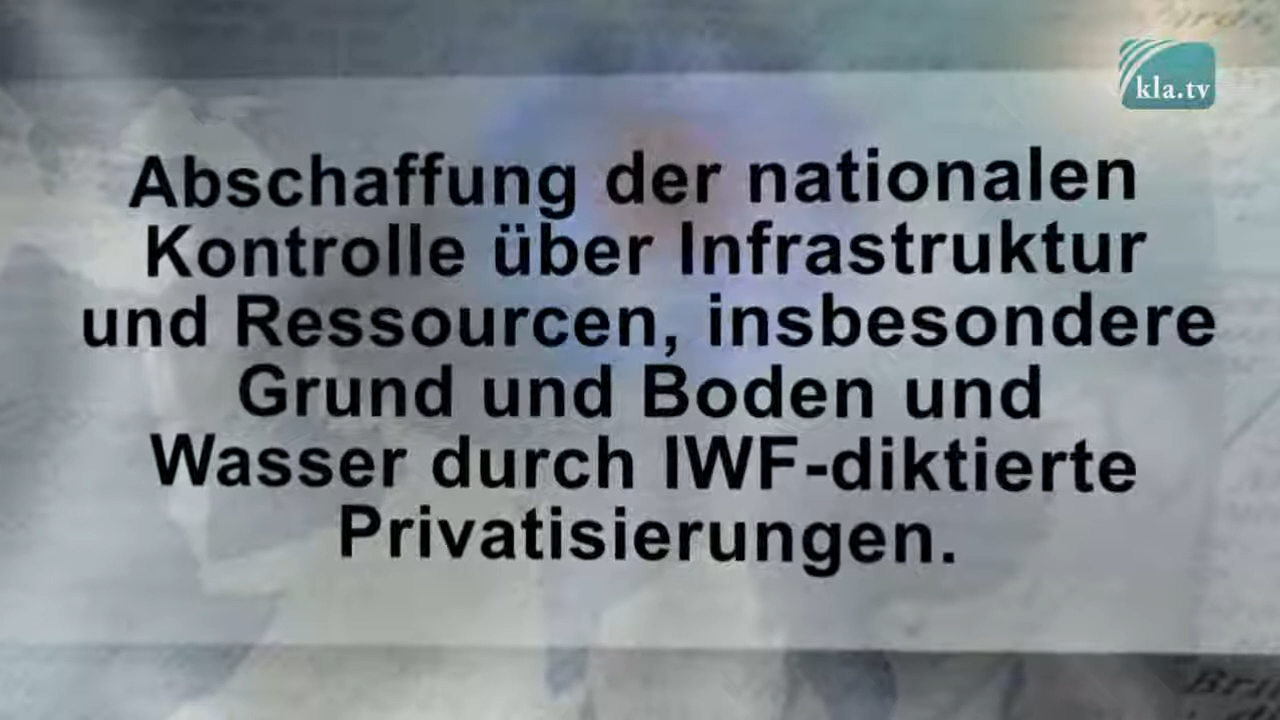 kla.tv
Abschaffung der nationalen
Kontrolle über Infrastruktur
und Ressourcen, insbesondere
Grund und Boden und
Wasser durch IWF-diktierte
Privatisierungen.